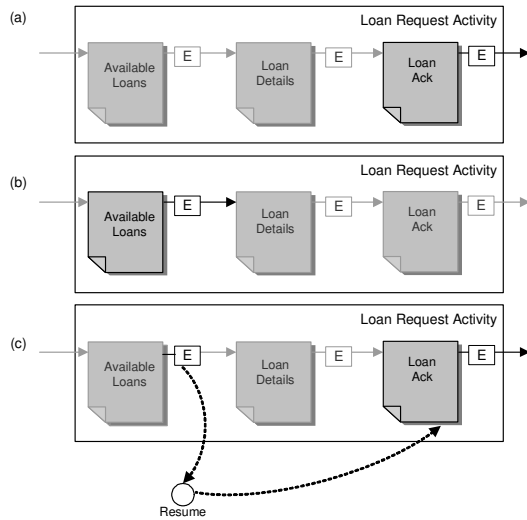 (a)
Loan Request Activity
Available
Loans
E
Loan
Details
E
Loan
Ack
E
(b)
Loan Request Activity
Available
Loans
E
Loan
Details
E
Loan
Ack
E
(c)
Loan Request Activity
Available
Loans
E
Loan
Details
E
Loan
Ack
E
Resume